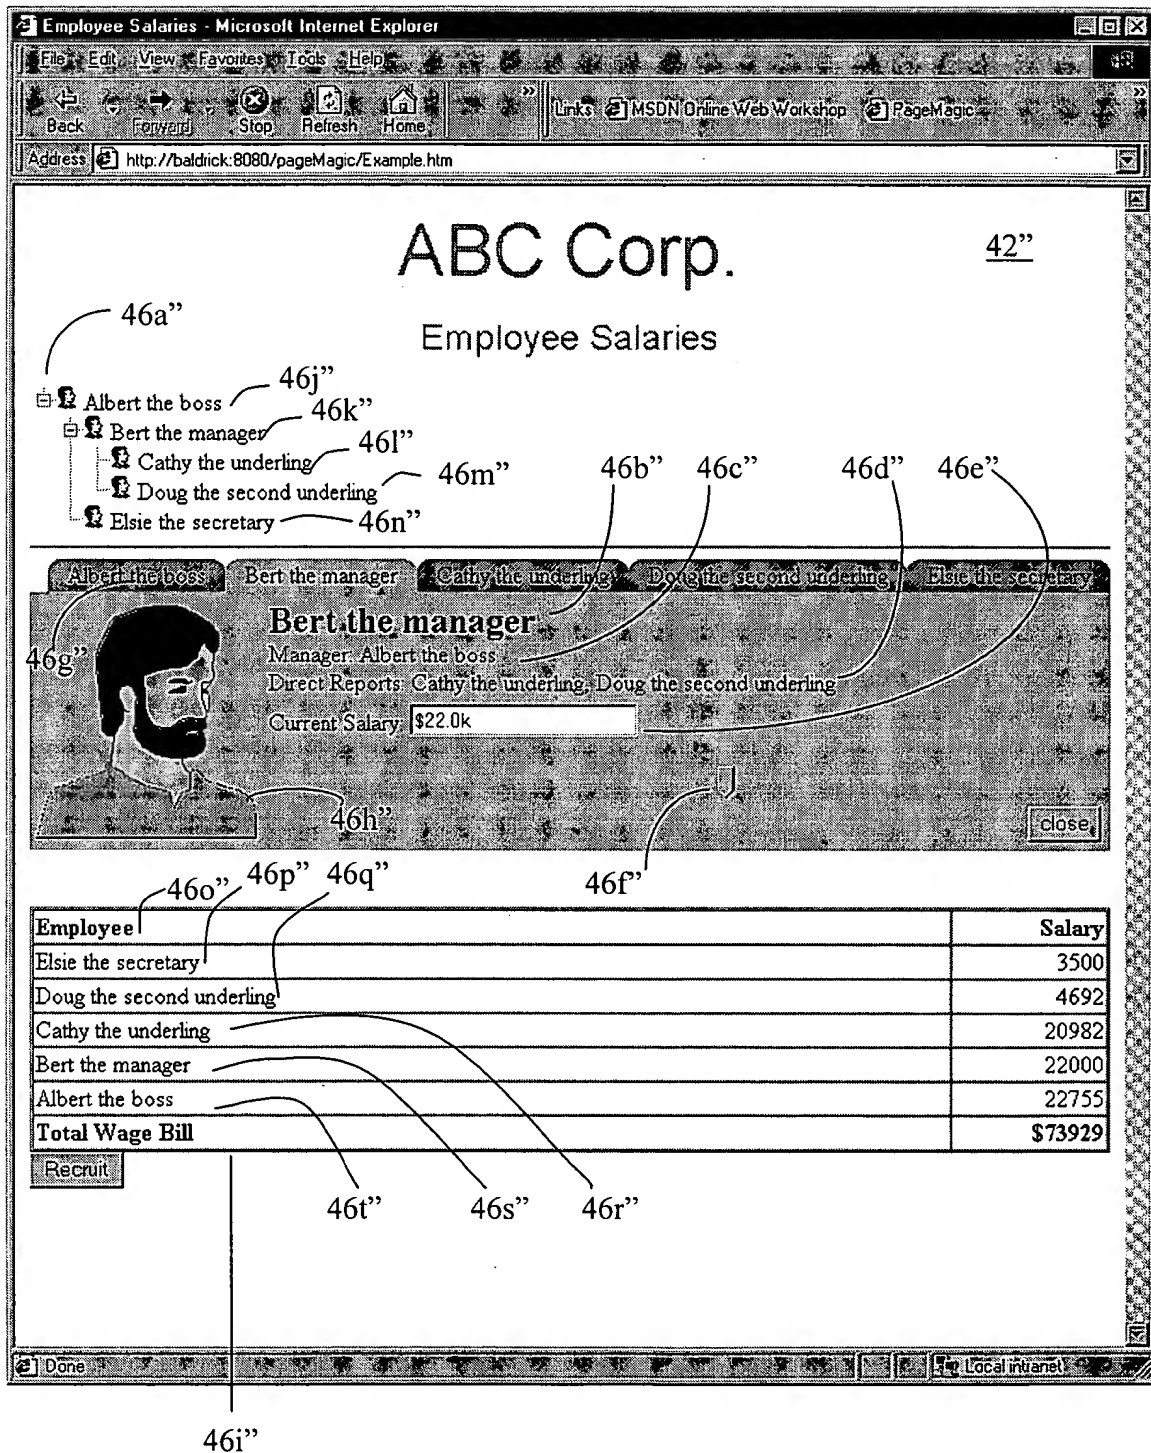 Employee Salaries - Microsoft Internet Explorer
File Edit View Favorites Tools Help
Back Forward Stop Refresh Home » Links MSDN Online Web Workshop PageMagic »
Address http://baldrick:8080/pageMagic/Example.htm
ABC Corp.
42”
46a”
Employee Salaries
46j”
Albert the boss
46k”
Bert the manager
46l”
Cathy the underling
46m” 46b” 46c” 46d” 46e”
Doug the second underling
Elsie the secretary 46n”
Albert the boss Bert the manager Cathy the underling Doug the second underling Elsie the secretary
Bert the manager
46g”
Manager: Albert the boss
Direct Reports: Cathy the underling, Doug the second underling
Current Salary $22.0k
46h”
close
46o” 46p” 46q” 46f”
Employee Salary
Elsie the secretary 3500
Doug the second underling 4692
Cathy the underling 20982
Bert the manager 22000
Albert the boss 22755
Total Wage Bill $73929
Recruit
46t” 46s” 46r”
Done Local intranet
46i”